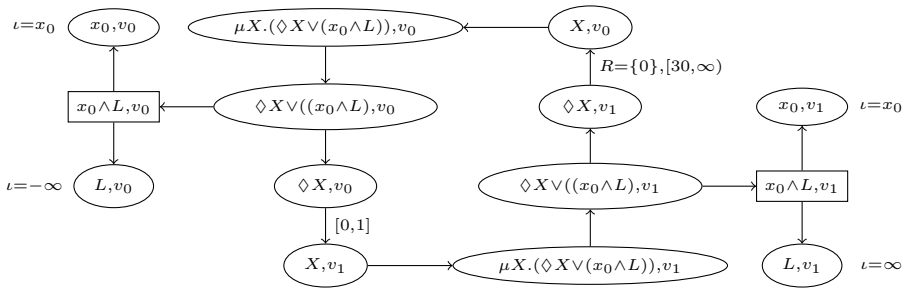 ι=x₀
x₀,v₀
μX.(◇X∨(x₀∧L)),v₀
X,v₀
R={0},[30,∞)
x₀∧L,v₀
◇X∨((x₀∧L),v₀
◇X,v₁
x₀,v₁
ι=x₀
ι=−∞
L,v₀
◇X,v₀
◇X∨((x₀∧L),v₁
x₀∧L,v₁
[0,1]
X,v₁
μX.(◇X∨(x₀∧L)),v₁
L,v₁
ι=∞